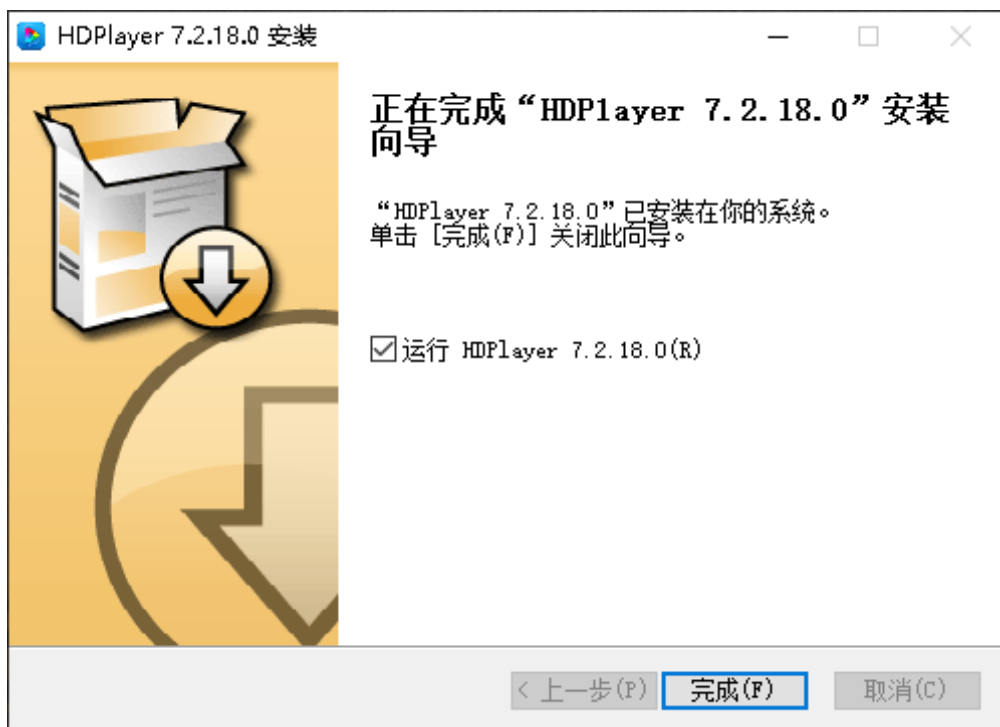 HDPlayer 7.2.18.0 安装
正在完成“HDPlayer 7.2.18.0”安装
向导
“HDPlayer 7.2.18.0”已安装在你的系统。
单击 [完成(F)] 关闭此向导。
运行 HDPlayer 7.2.18.0(R)
< 上一步(P) 完成(F) 取消(C)